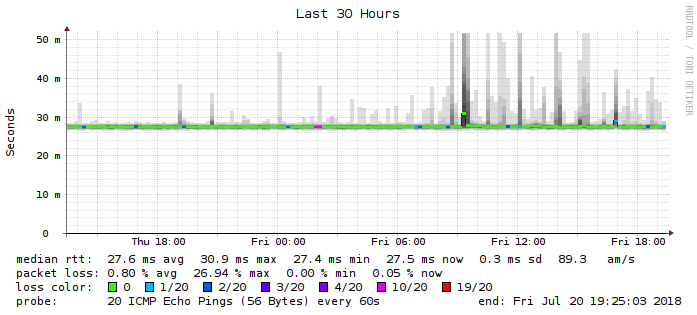 Last 30 Hours
RRDTOOL / TOBI OETIKER
Seconds
50 m
40 m
30 m
20 m
10 m
0
Thu 18:00 Fri 00:00 Fri 06:00 Fri 12:00 Fri 18:00
median rtt: 27.6 ms avg 30.9 ms max 27.4 ms min 27.5 ms now 0.3 ms sd 89.3 am/s
packet loss: 0.80 % avg 26.94 % max 0.00 % min 0.05 % now
loss color: 0 1/20 2/20 3/20 4/20 10/20 19/20
probe: 20 ICMP Echo Pings (56 Bytes) every 60s end: Fri Jul 20 19:25:03 2018